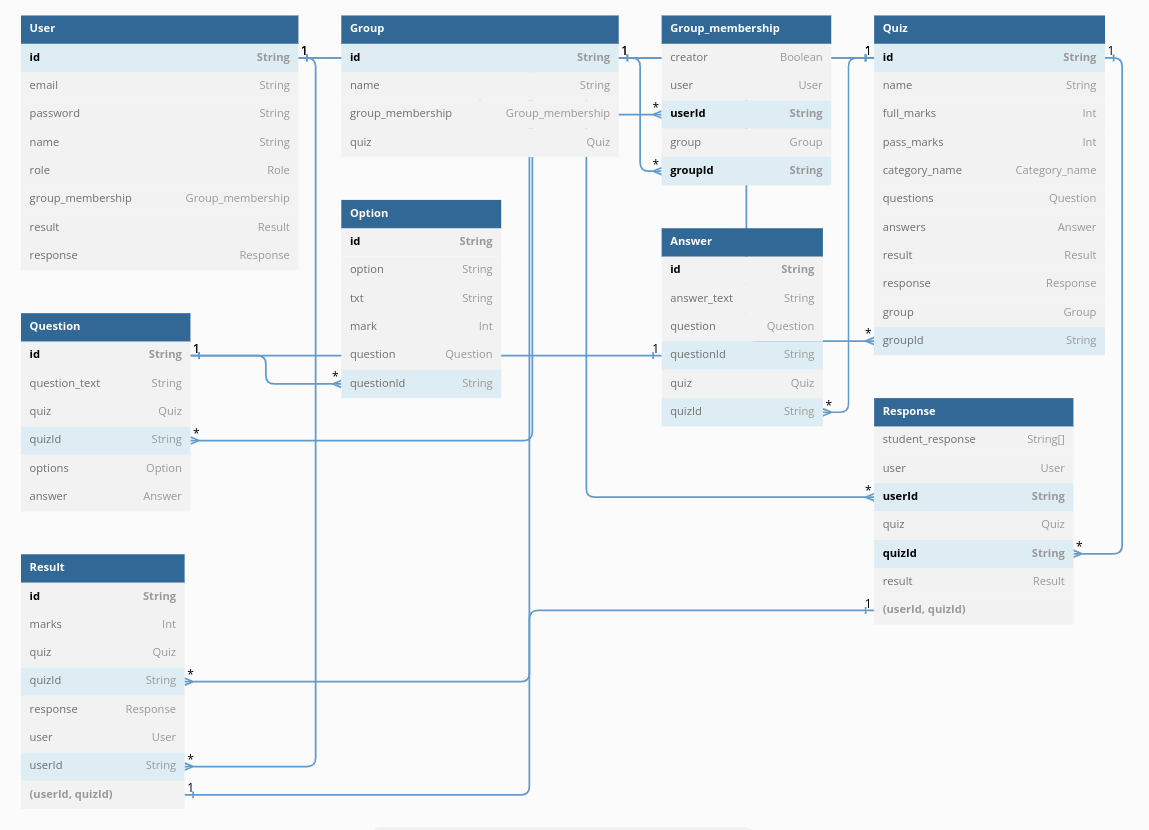 User
id String
email String
password String
name String
role Role
group_membership Group_membership
result Result
response Response
1
Group
id String
name String
group_membership Group_membership
quiz Quiz
1
Group_membership
creator Boolean
user User
* userId String
group Group
* groupId String
Quiz
1 id String 1
name String
full_marks Int
pass_marks Int
category_name Category_name
questions Question
answers Answer
result Result
response Response
group Group
* groupId String
Option
id String
option String
txt String
mark Int
question Question
* questionId String
Answer
id String
answer_text String
question Question
1 questionId String
quiz Quiz
quizId String *
Question
id String 1
question_text String
quiz Quiz
quizId String *
options Option
answer Answer
Response
student_response String[]
user User
* userId String
quiz Quiz
quizId String *
result Result
1 (userId, quizId)
Result
id String
marks Int
quiz Quiz
quizId String *
response Response
user User
userId String *
(userId, quizId) 1